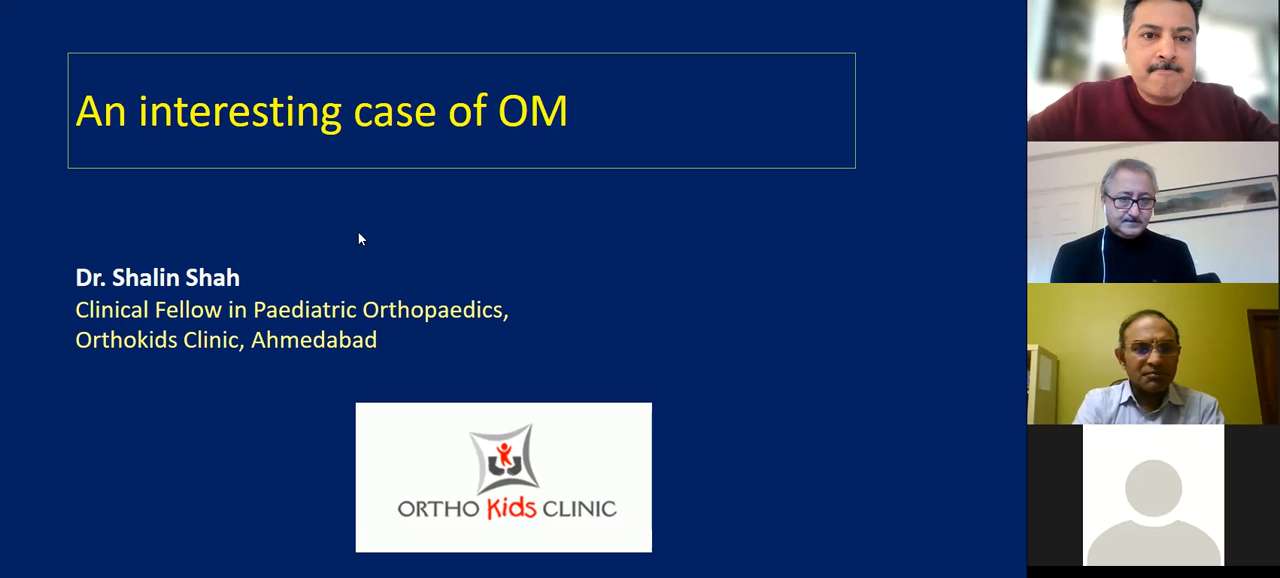 An interesting case of OM
Dr. Shalin Shah
Clinical Fellow in Paediatric Orthopaedics,
Orthokids Clinic, Ahmedabad
ORTHO Kids CLINIC